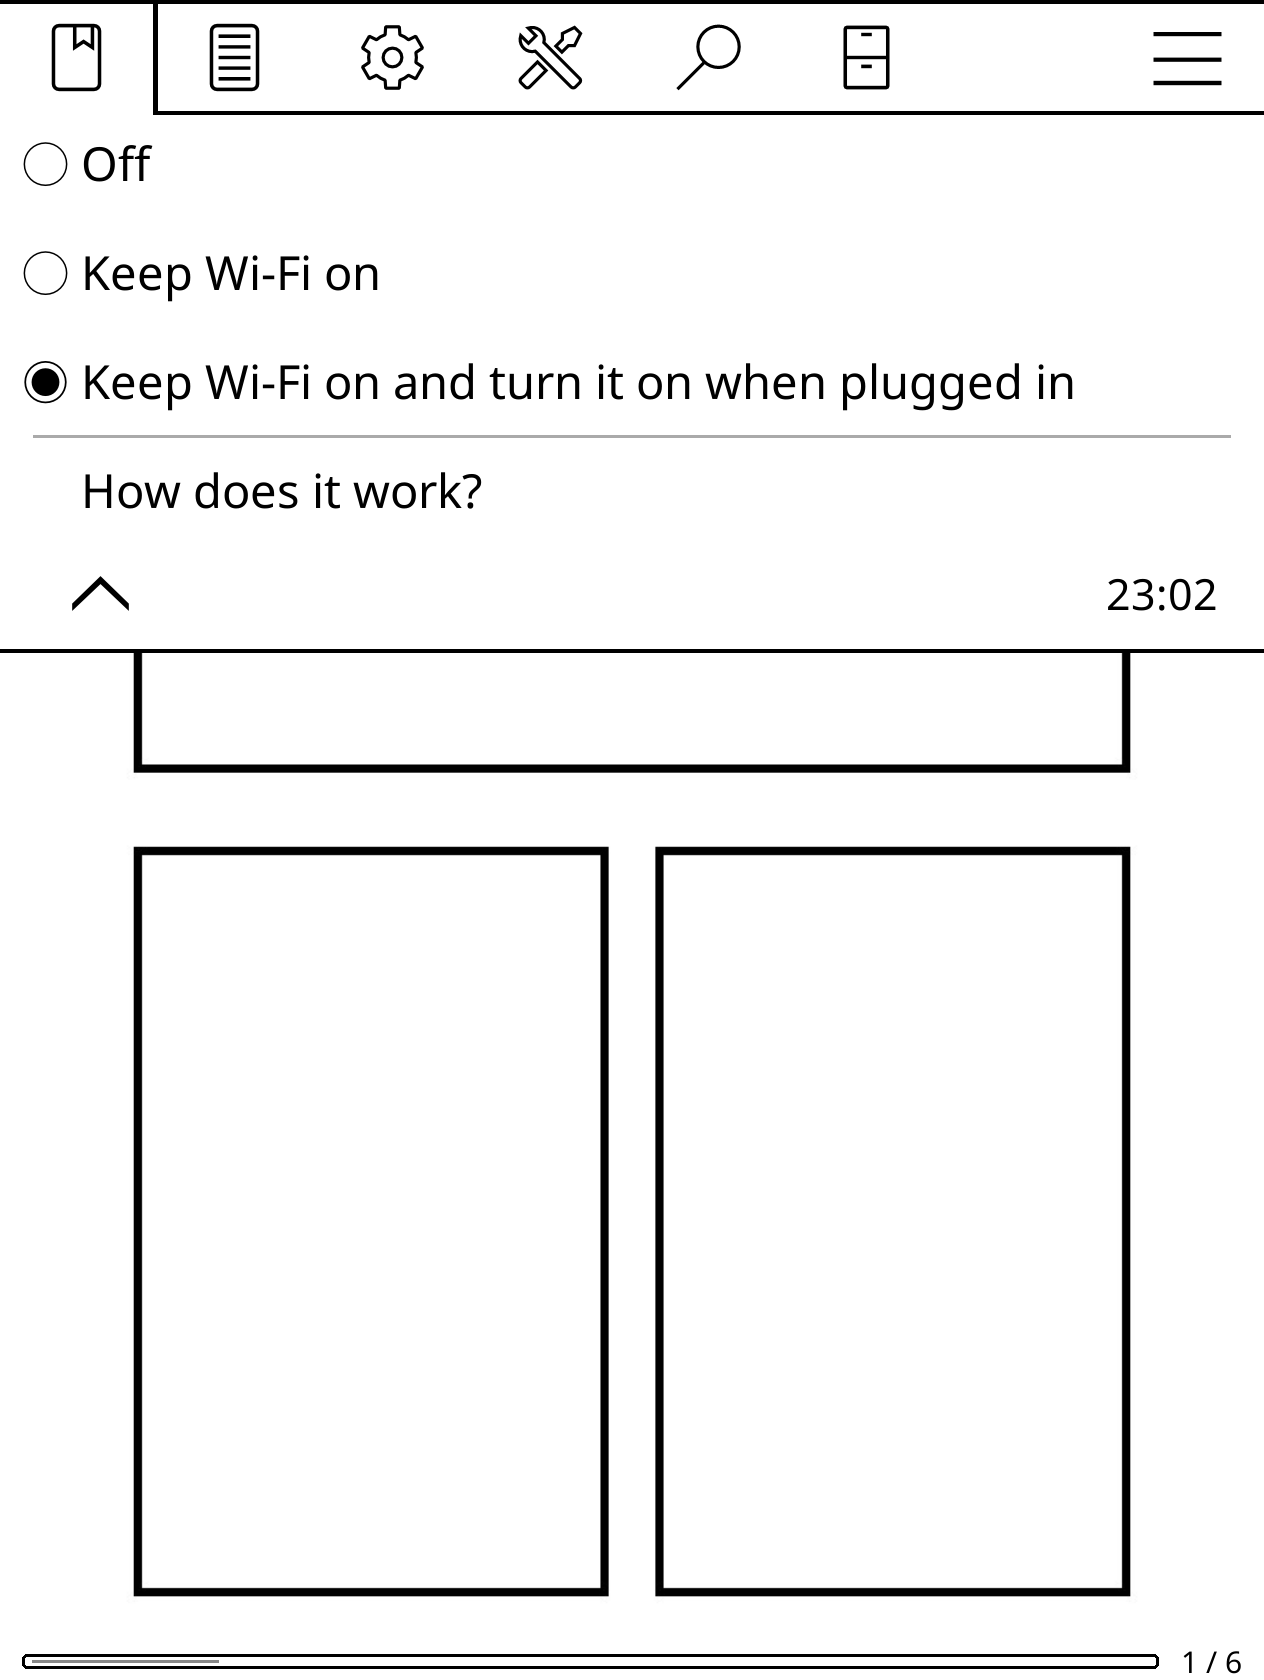 Off
Keep Wi-Fi on
Keep Wi-Fi on and turn it on when plugged in
How does it work?
23:02
1 / 6